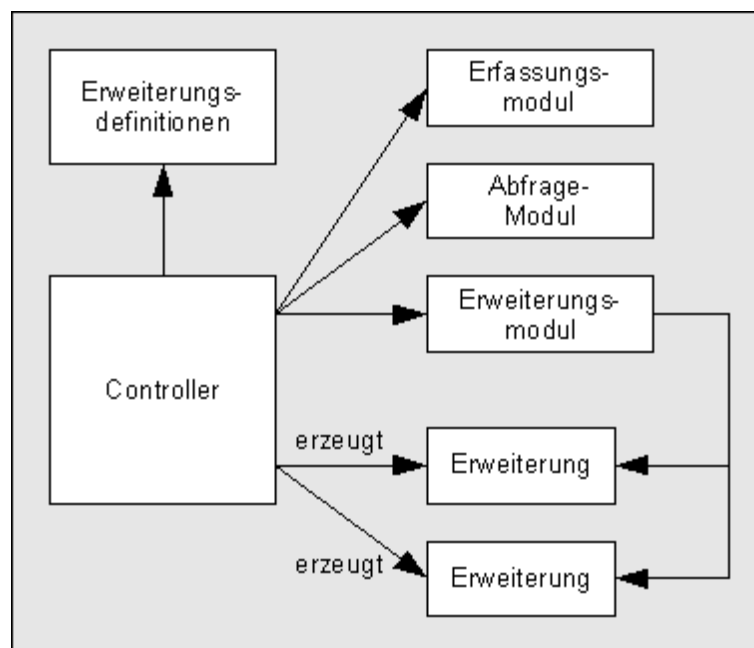 Erweiterungs-
definitionen
Erfassungs-
modul
Abfrage-
Modul
Erweiterungs-
modul
Controller
erzeugt
Erweiterung
erzeugt
Erweiterung